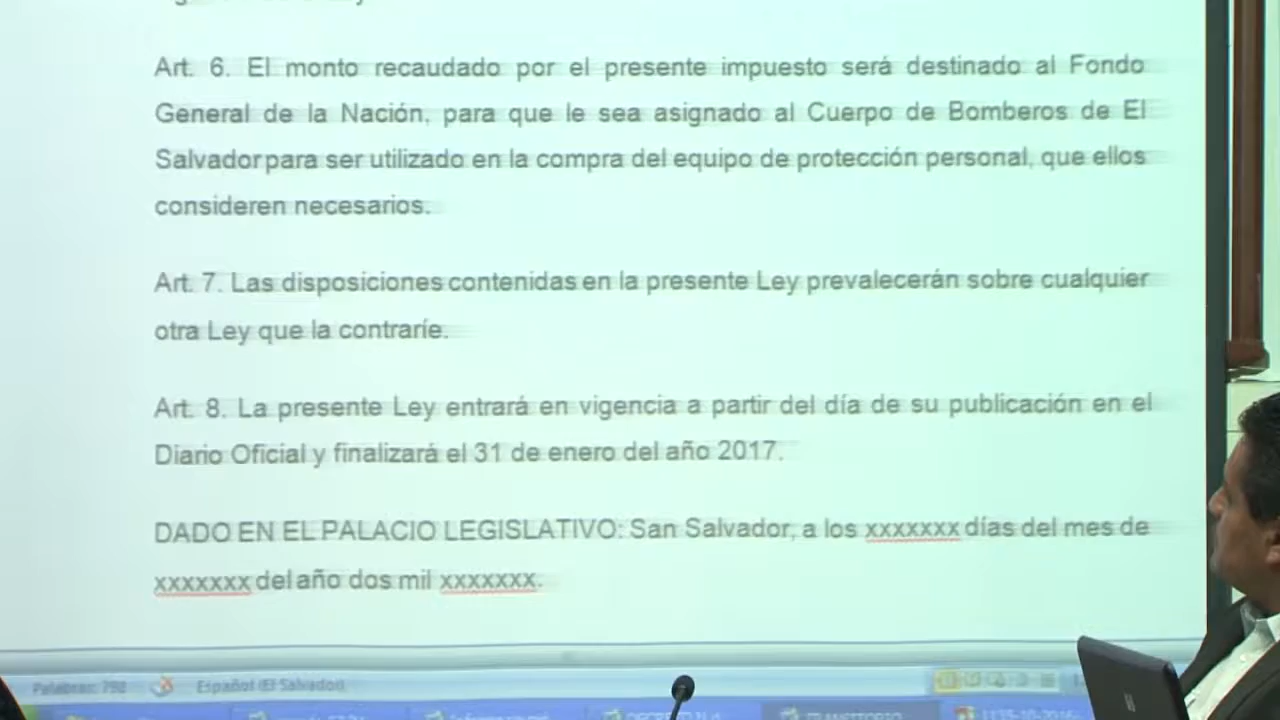 Art. 6. El monto recaudado por el presente impuesto será destinado al Fondo
General de la Nación, para que le sea asignado al Cuerpo de Bomberos de El
Salvador para ser utilizado en la compra del equipo de protección personal, que ellos
consideren necesarios.
Art. 7. Las disposiciones contenidas en la presente Ley prevalecerán sobre cualquier
otra Ley que la contraríe.
Art. 8. La presente Ley entrará en vigencia a partir del día de su publicación en el
Diario Oficial y finalizará el 31 de enero del año 2017.
DADO EN EL PALACIO LEGISLATIVO: San Salvador, a los xxxxxxx días del mes de
xxxxxxx del año dos mil xxxxxxx.
Palabras: 792 Español (El Salvador)